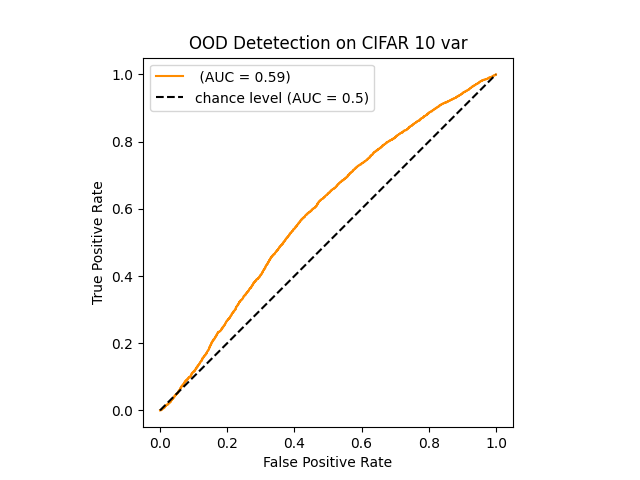 OOD Detetection on CIFAR 10 var
(AUC = 0.59)
chance level (AUC = 0.5)
True Positive Rate
1.0
0.8
0.6
0.4
0.2
0.0
0.0 0.2 0.4 0.6 0.8 1.0
False Positive Rate